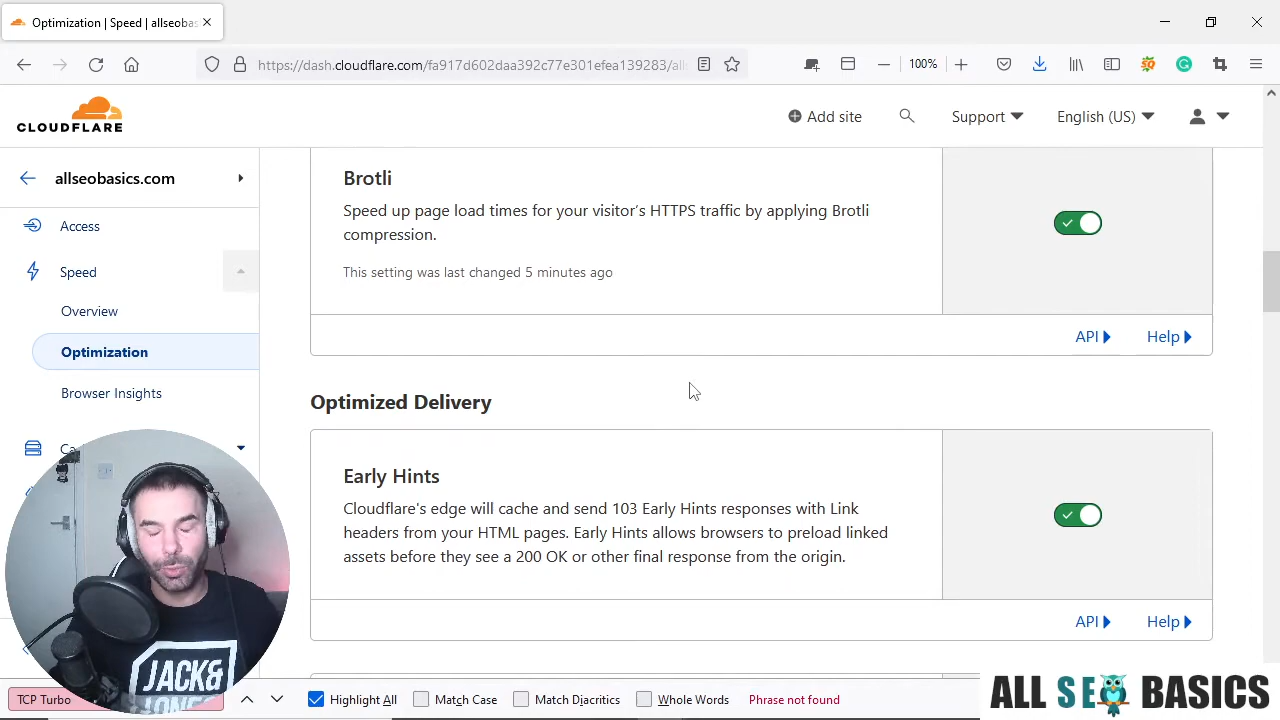 Optimization | Speed | allseobas
https://dash.cloudflare.com/fa917d602daa392c77e301efea139283/all
100%
CLOUDFLARE
Add site
Support
English (US)
allseobasics.com
Access
Speed
Overview
Optimization
Browser Insights
Ca
Brotli
Speed up page load times for your visitor's HTTPS traffic by applying Brotli
compression.
This setting was last changed 5 minutes ago
API
Help
Optimized Delivery
Early Hints
Cloudflare's edge will cache and send 103 Early Hints responses with Link
headers from your HTML pages. Early Hints allows browsers to preload linked
assets before they see a 200 OK or other final response from the origin.
API
Help
JACK&
JONES
TCP Turbo
Highlight All
Match Case
Match Diacritics
Whole Words
Phrase not found
ALL SEO BASICS